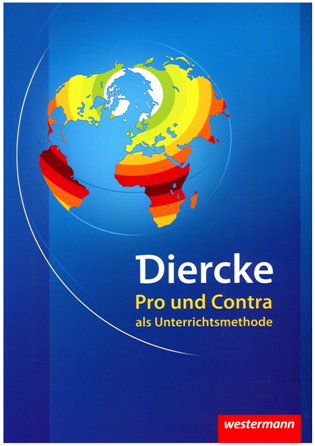 Diercke
Pro und Contra
als Unterrichtsmethode
westermann